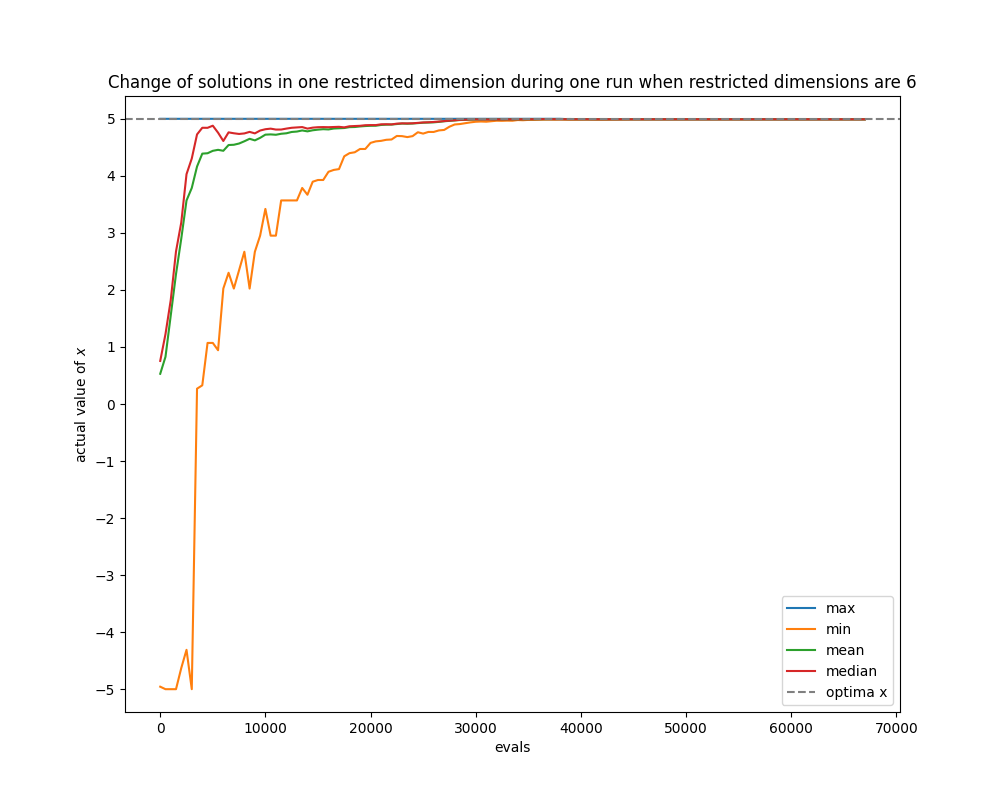 Change of solutions in one restricted dimension during one run when restricted dimensions are 6
actual value of x
5
4
3
2
1
0
−1
−2
−3
−4
−5
max
min
mean
median
optima x
0 10000 20000 30000 40000 50000 60000 70000
evals